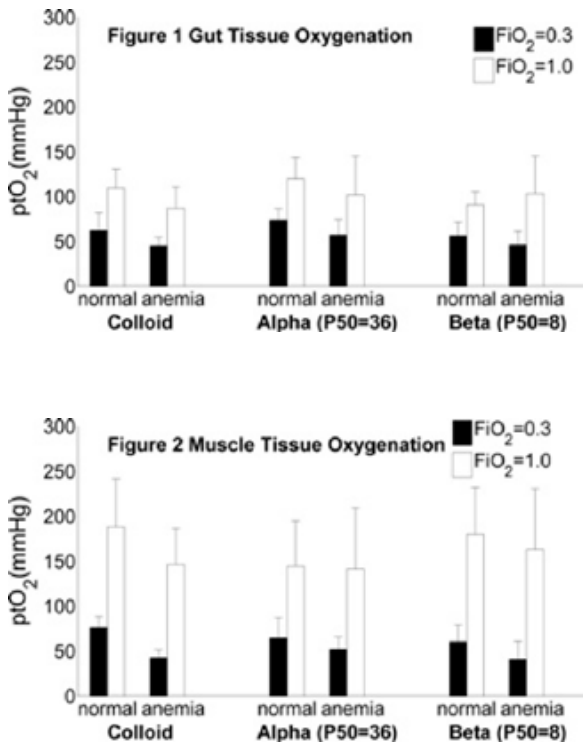 Figure 1 Gut Tissue Oxygenation
FiO2=0.3
FiO2=1.0
ptO2(mmHg)
300
250
200
150
100
50
0
normal anemia normal anemia normal anemia
Colloid Alpha (P50=36) Beta (P50=8)
Figure 2 Muscle Tissue Oxygenation
FiO2=0.3
FiO2=1.0
ptO2(mmHg)
300
250
200
150
100
50
0
normal anemia normal anemia normal anemia
Colloid Alpha (P50=36) Beta (P50=8)